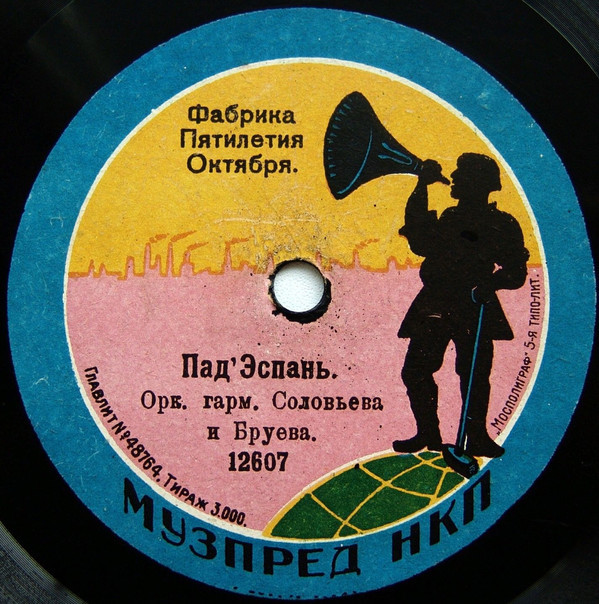 Фабрика
Пятилетия
Октября.
Пад'Эспань.
Орк. гарм. Соловьева
и Бруева.
12607
Главлит №48764, Тираж 3.000.
„Мосполиграф" 5-я типо-лит.
МУЗПРЕД НКП